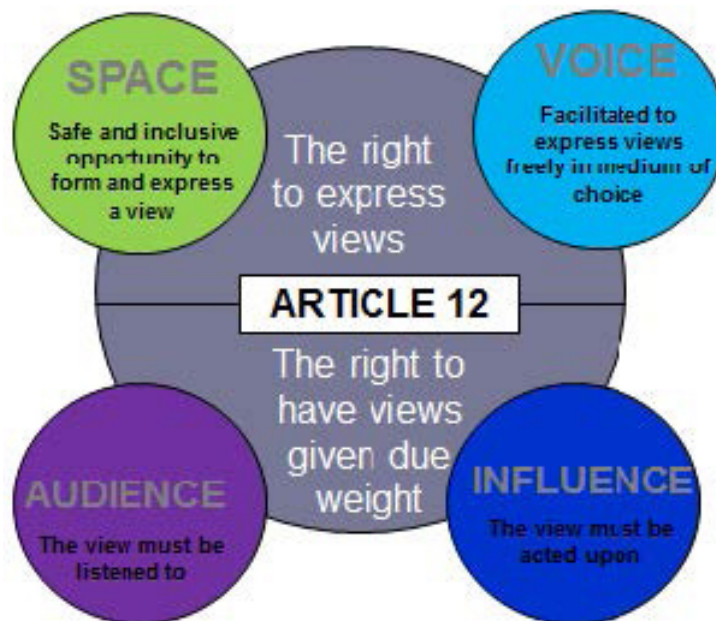 SPACE
Safe and inclusive
opportunity to
form and express
a view
VOICE
Facilitated to
express views
freely in medium of
choice
The right
to express
views
ARTICLE 12
The right to
have views
given due
weight
AUDIENCE
The view must be
listened to
INFLUENCE
The view must be
acted upon